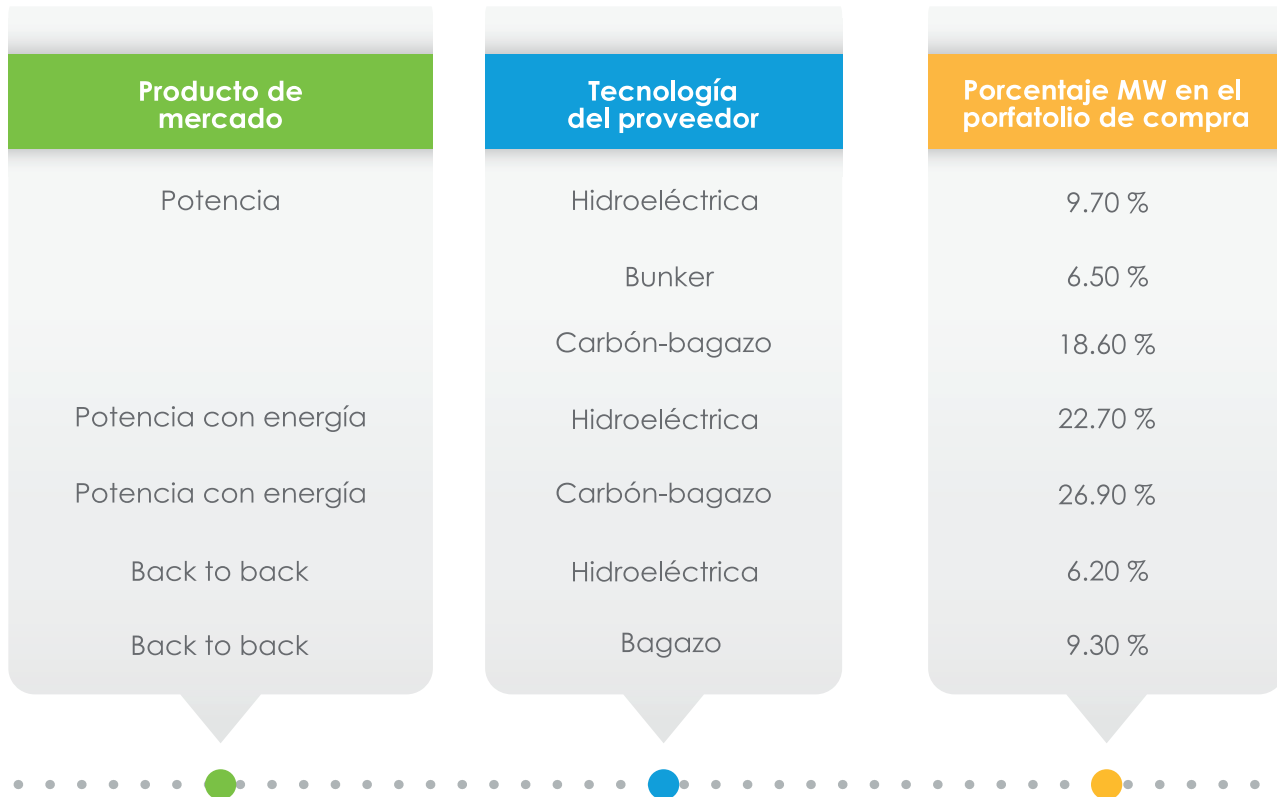 Producto de
mercado
Tecnología
del proveedor
Porcentaje MW en el
porfatolio de compra
Potencia
Hidroeléctrica
9.70 %
Bunker
6.50 %
Carbón-bagazo
18.60 %
Potencia con energía
Hidroeléctrica
22.70 %
Potencia con energía
Carbón-bagazo
26.90 %
Back to back
Hidroeléctrica
6.20 %
Back to back
Bagazo
9.30 %